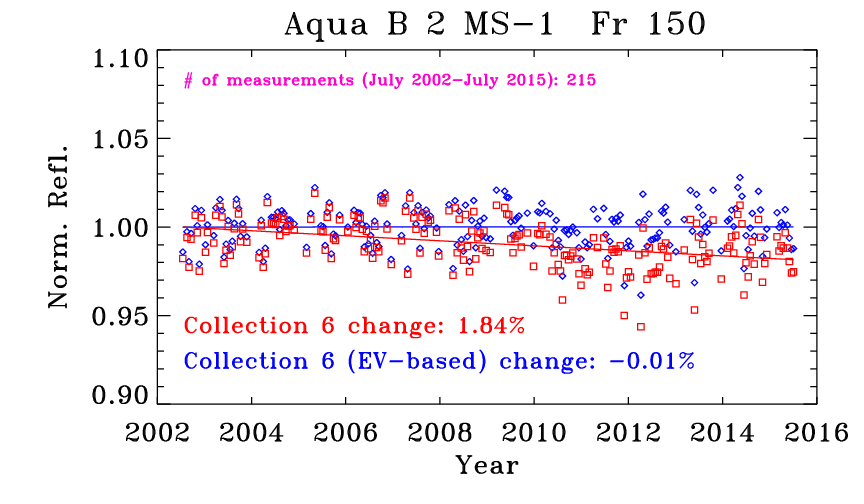 Aqua B 2 MS-1 Fr 150
# of measurements (July 2002-July 2015): 215
1.10
1.05
1.00
0.95
0.90
Norm. Refl.
Collection 6 change: 1.84%
Collection 6 (EV-based) change: -0.01%
2002 2004 2006 2008 2010 2012 2014 2016
Year